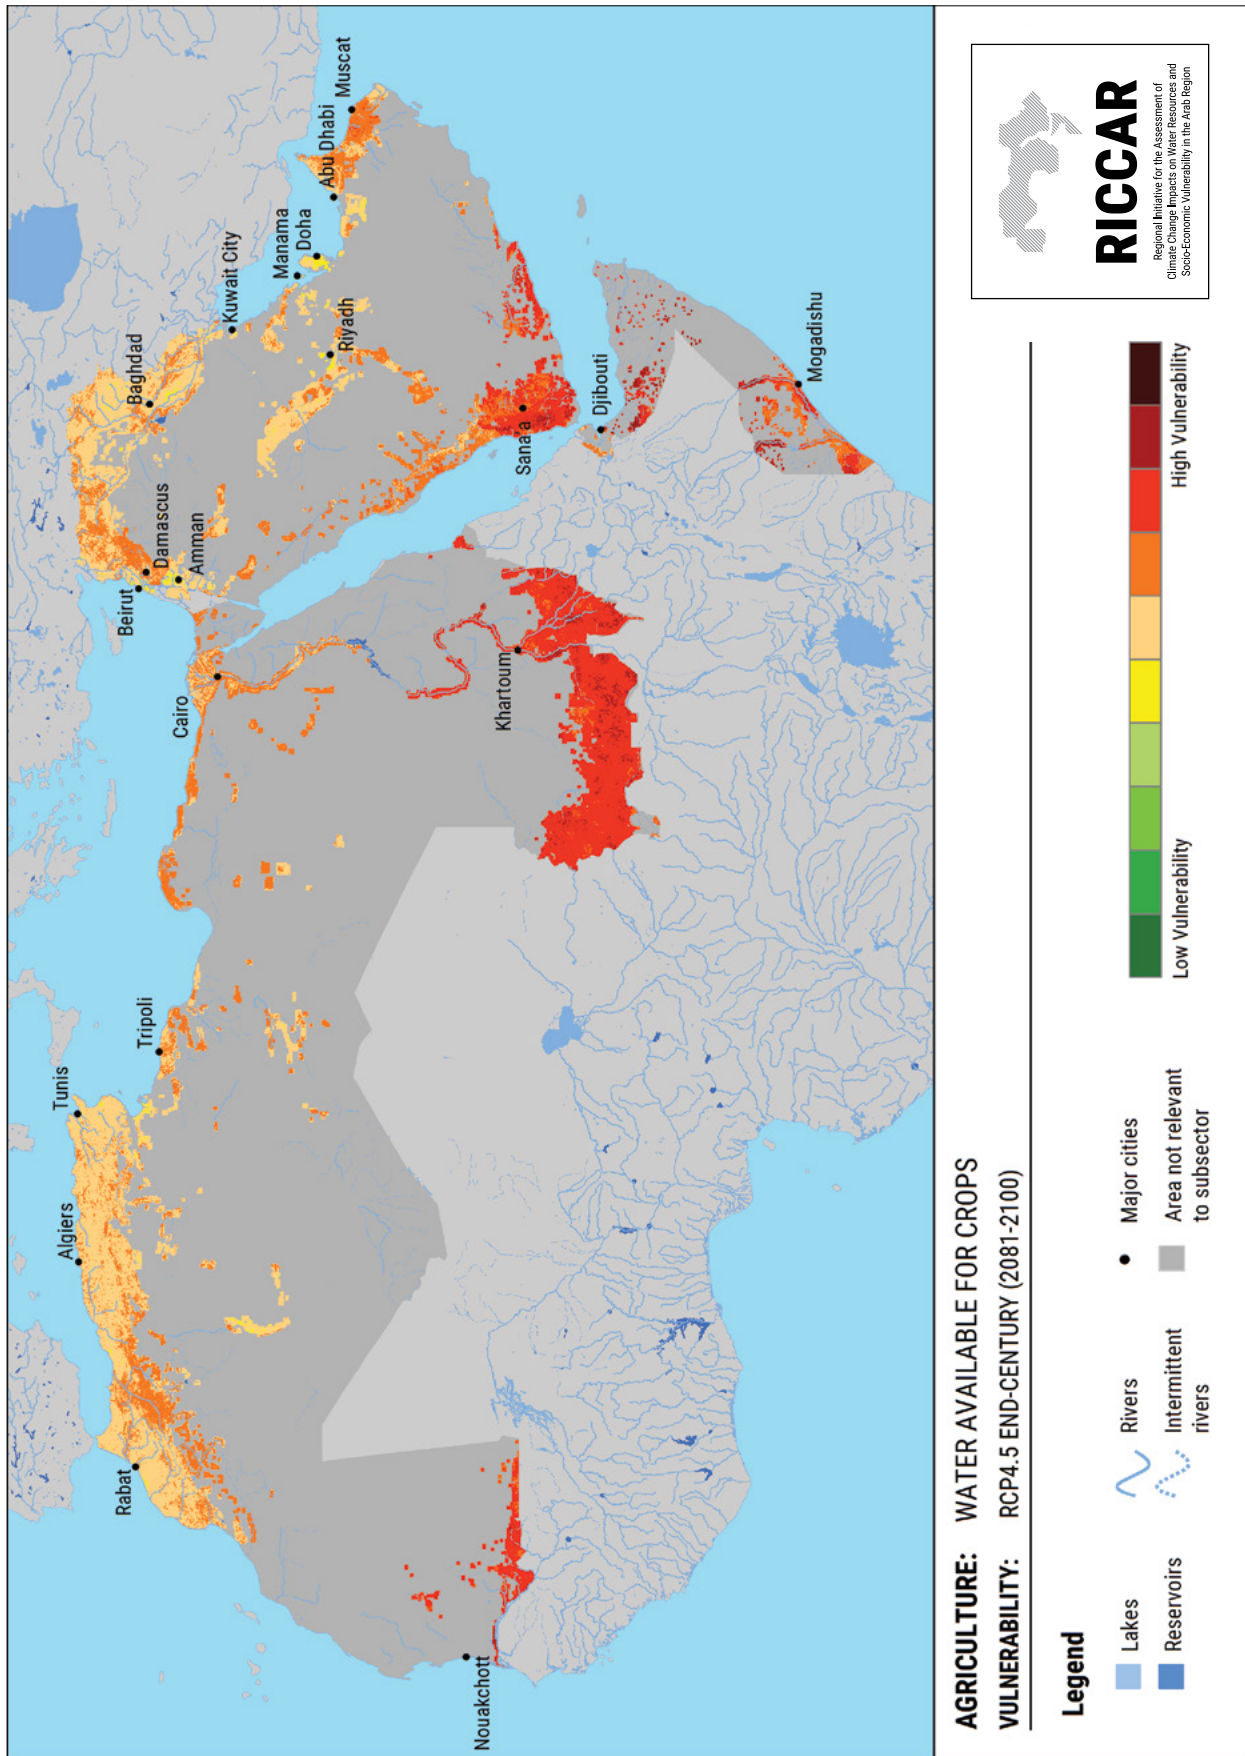 Algiers
Tunis
Rabat
Tripoli
Beirut
Damascus
Amman
Baghdad
Kuwait City
Cairo
Manama
Doha
Abu Dhabi
Muscat
Riyadh
Nouakchott
Khartoum
Sana'a
Djibouti
Mogadishu
AGRICULTURE: WATER AVAILABLE FOR CROPS
VULNERABILITY: RCP4.5 END-CENTURY (2081-2100)
Legend
Lakes
Reservoirs
Rivers
Intermittent
rivers
Major cities
Area not relevant
to subsector
Low Vulnerability
High Vulnerability
RICCAR
Regional Initiative for the Assessment of
Climate Change Impacts on Water Resources and
Socio-Economic Vulnerability in the Arab Region